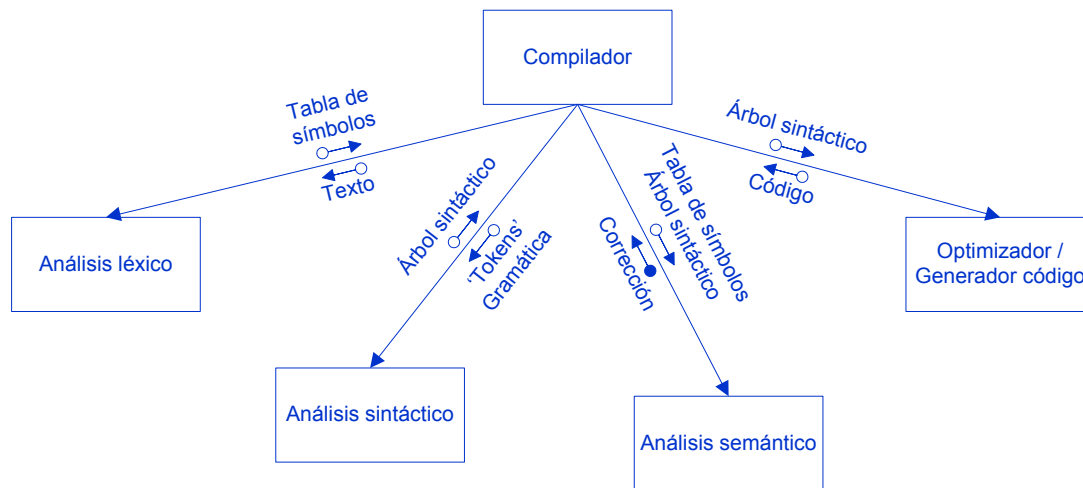 Compilador
Tabla de
símbolos
Texto
Árbol sintáctico
'Tokens'
Gramática
Tabla de símbolos
Árbol sintáctico
Corrección
Árbol sintáctico
Código
Análisis léxico
Optimizador /
Generador código
Análisis sintáctico
Análisis semántico